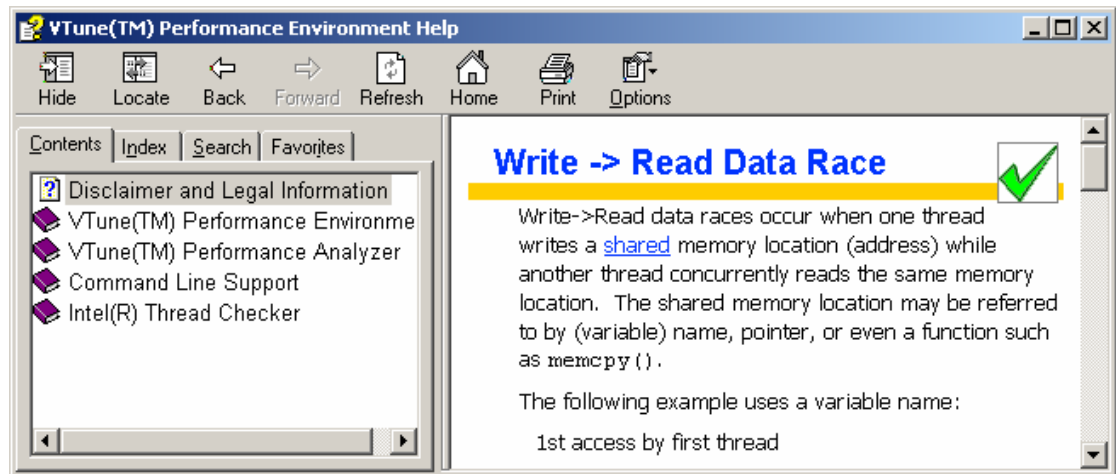 VTune(TM) Performance Environment Help
Hide Locate Back Forward Refresh Home Print Options
Contents Index Search Favorites
Disclaimer and Legal Information
VTune(TM) Performance Environme
VTune(TM) Performance Analyzer
Command Line Support
Intel(R) Thread Checker
Write -> Read Data Race
Write->Read data races occur when one thread
writes a shared memory location (address) while
another thread concurrently reads the same memory
location. The shared memory location may be referred
to by (variable) name, pointer, or even a function such
as memcpy().
The following example uses a variable name:
1st access by first thread